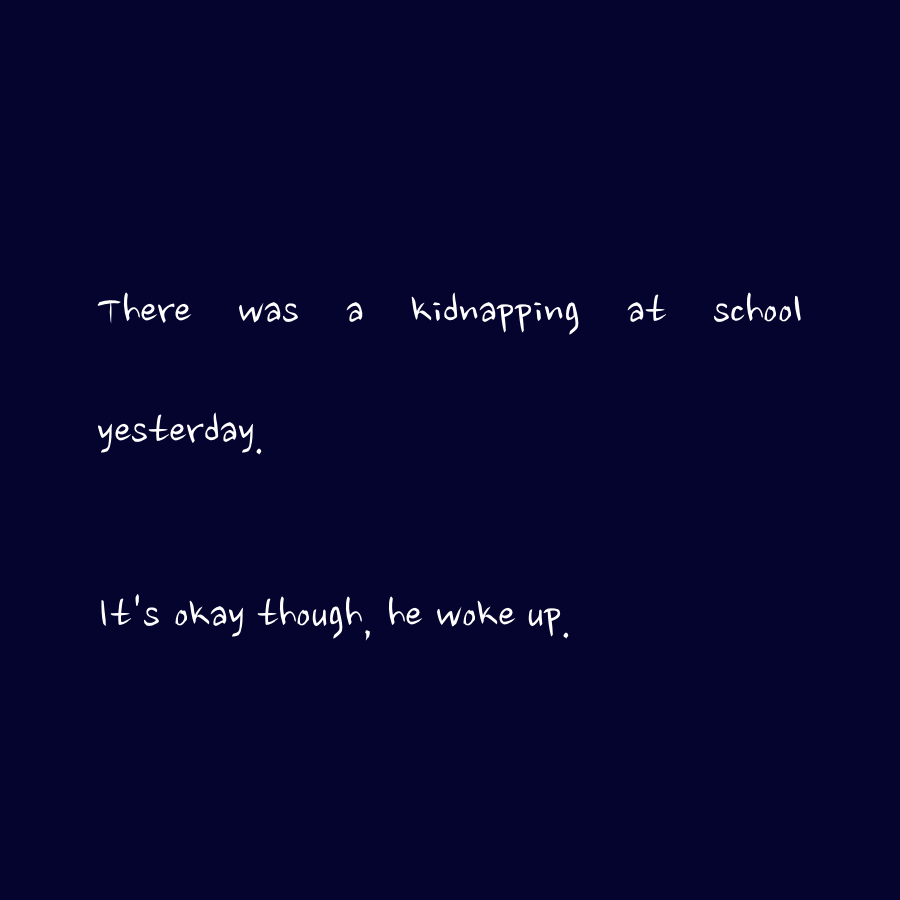 There was a kidnapping at school
yesterday.
It's okay though, he woke up.